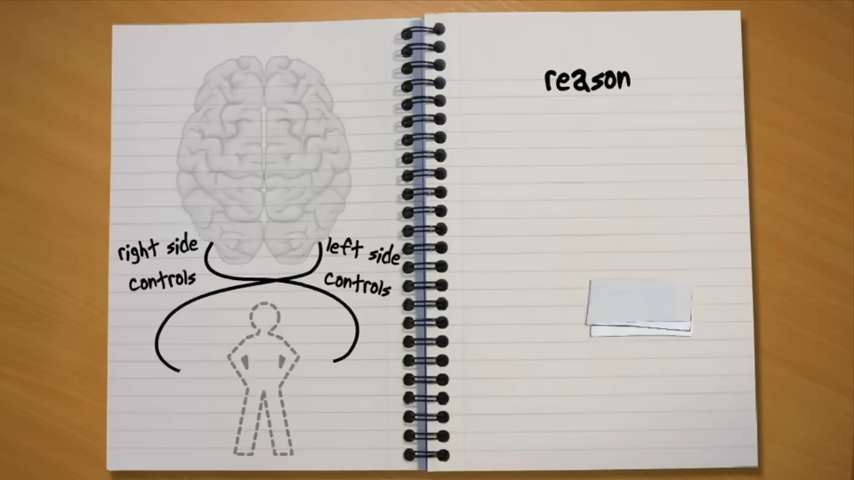 right side
controls
left side
controls
reason